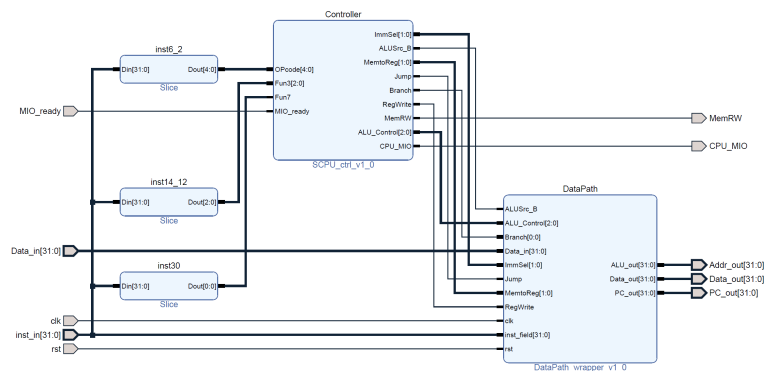 Controller
ImmSel[1:0]
ALUSrc_B
MemtoReg[1:0]
Jump
Branch
RegWrite
MemRW
ALU_Control[2:0]
CPU_MIO
OPcode[4:0]
Fun3[2:0]
Fun7
MIO_ready
SCPU_ctrl_v1_0
inst6_2
Din[31:0] Dout[4:0]
Slice
MIO_ready
MemRW
CPU_MIO
inst14_12
Din[31:0] Dout[2:0]
Slice
inst30
Din[31:0] Dout[0:0]
Slice
Data_in[31:0]
clk
inst_in[31:0]
rst
DataPath
ALUSrc_B
ALU_Control[2:0]
Branch[0:0]
Data_in[31:0]
ImmSel[1:0]
Jump
MemtoReg[1:0]
RegWrite
clk
inst_field[31:0]
rst
ALU_out[31:0]
Data_out[31:0]
PC_out[31:0]
DataPath_wrapper_v1_0
Addr_out[31:0]
Data_out[31:0]
PC_out[31:0]